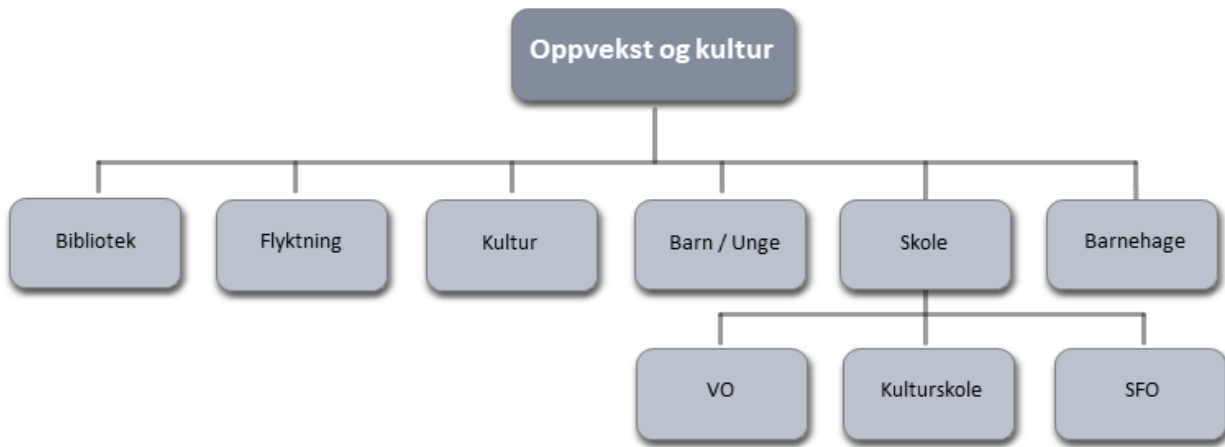 Oppvekst og kultur
Bibliotek
Flyktning
Kultur
Barn / Unge
Skole
Barnehage
VO
Kulturskole
SFO